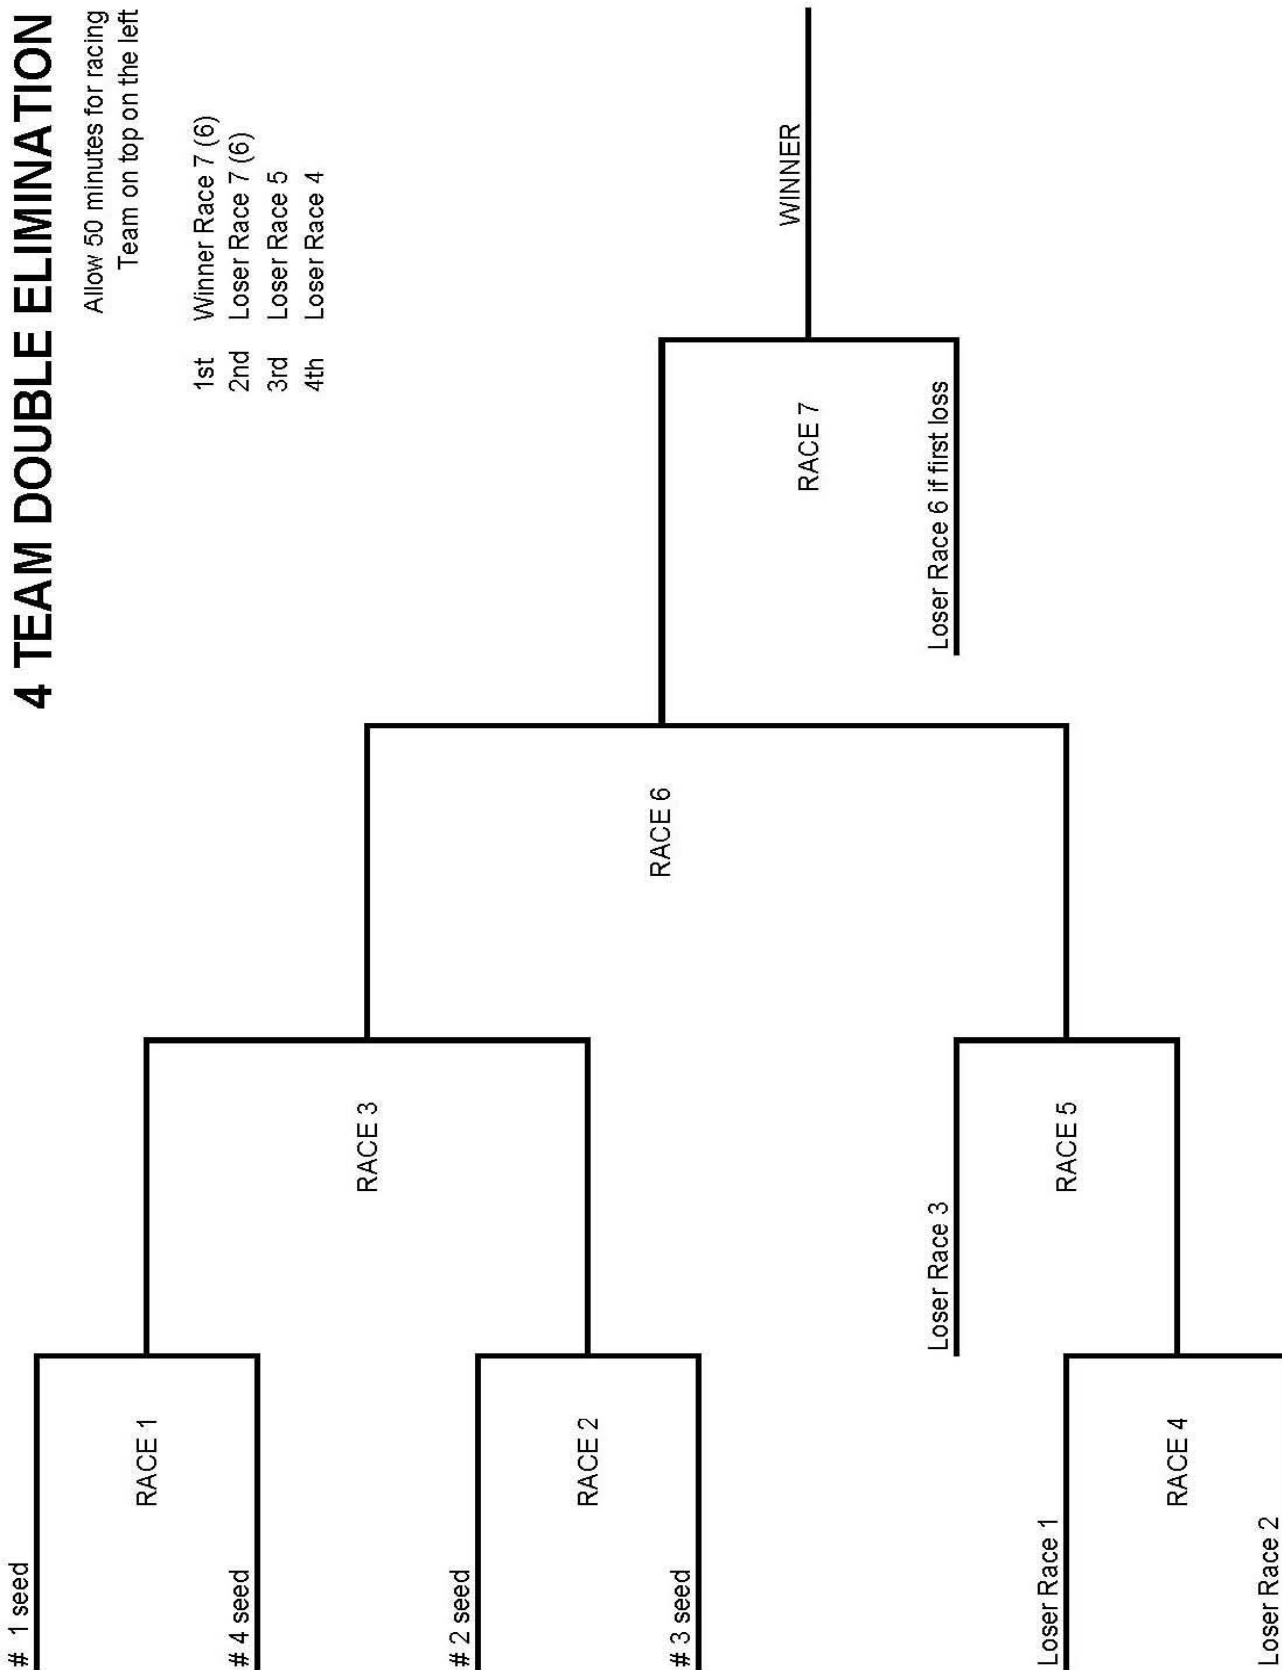 4 TEAM DOUBLE ELIMINATION
Allow 50 minutes for racing
Team on top on the left
1st Winner Race 7 (6)
2nd Loser Race 7 (6)
3rd Loser Race 5
4th Loser Race 4
# 1 seed
RACE 1
# 4 seed
RACE 3
# 2 seed
RACE 2
# 3 seed
RACE 6
WINNER
RACE 7
Loser Race 6 if first loss
Loser Race 3
RACE 5
Loser Race 1
RACE 4
Loser Race 2